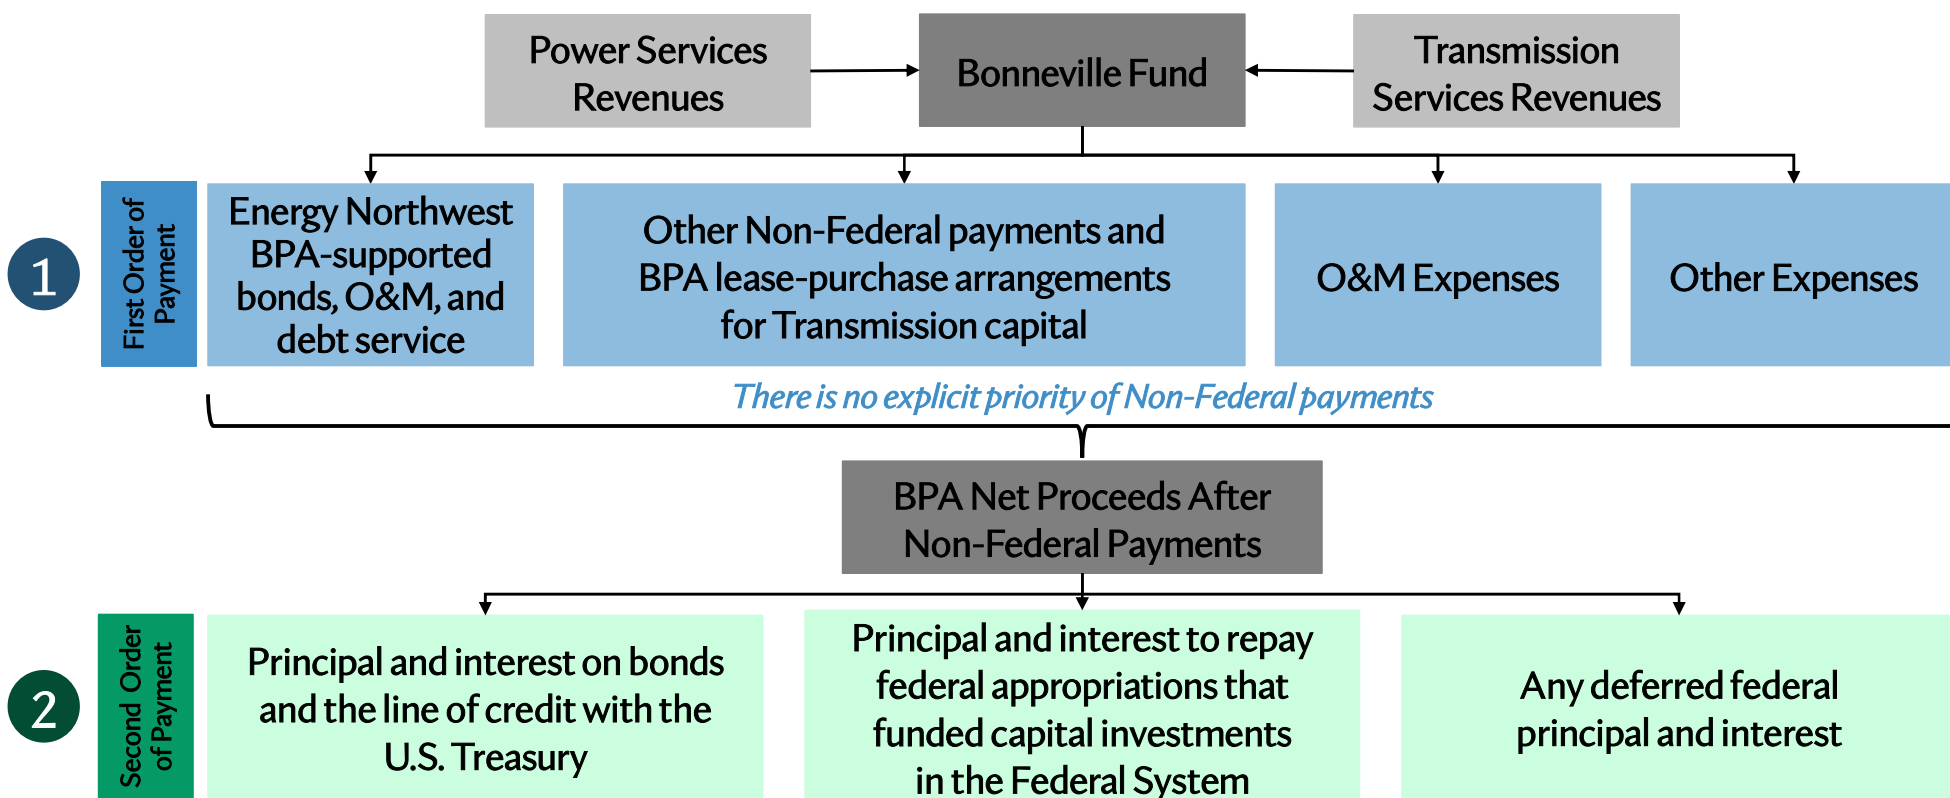 Power Services
Revenues
Bonneville Fund
Transmission
Services Revenues
1
First Order of
Payment
Energy Northwest
BPA-supported
bonds, O&M, and
debt service
Other Non-Federal payments and
BPA lease-purchase arrangements
for Transmission capital
O&M Expenses
Other Expenses
There is no explicit priority of Non-Federal payments
BPA Net Proceeds After
Non-Federal Payments
2
Second Order
of Payment
Principal and interest on bonds
and the line of credit with the
U.S. Treasury
Principal and interest to repay
federal appropriations that
funded capital investments
in the Federal System
Any deferred federal
principal and interest